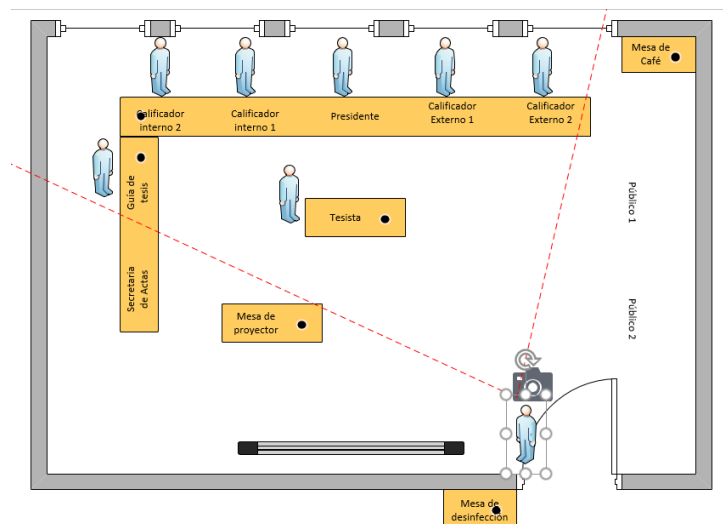 Mesa de
Café
Calificador
interno 2
Calificador
interno 1
Presidente
Calificador
Externo 1
Calificador
Externo 2
Guia de
tesis
Tesista
Público 1
Secretaria
de Actas
Mesa de
proyector
Público 2
Mesa de
desinfección